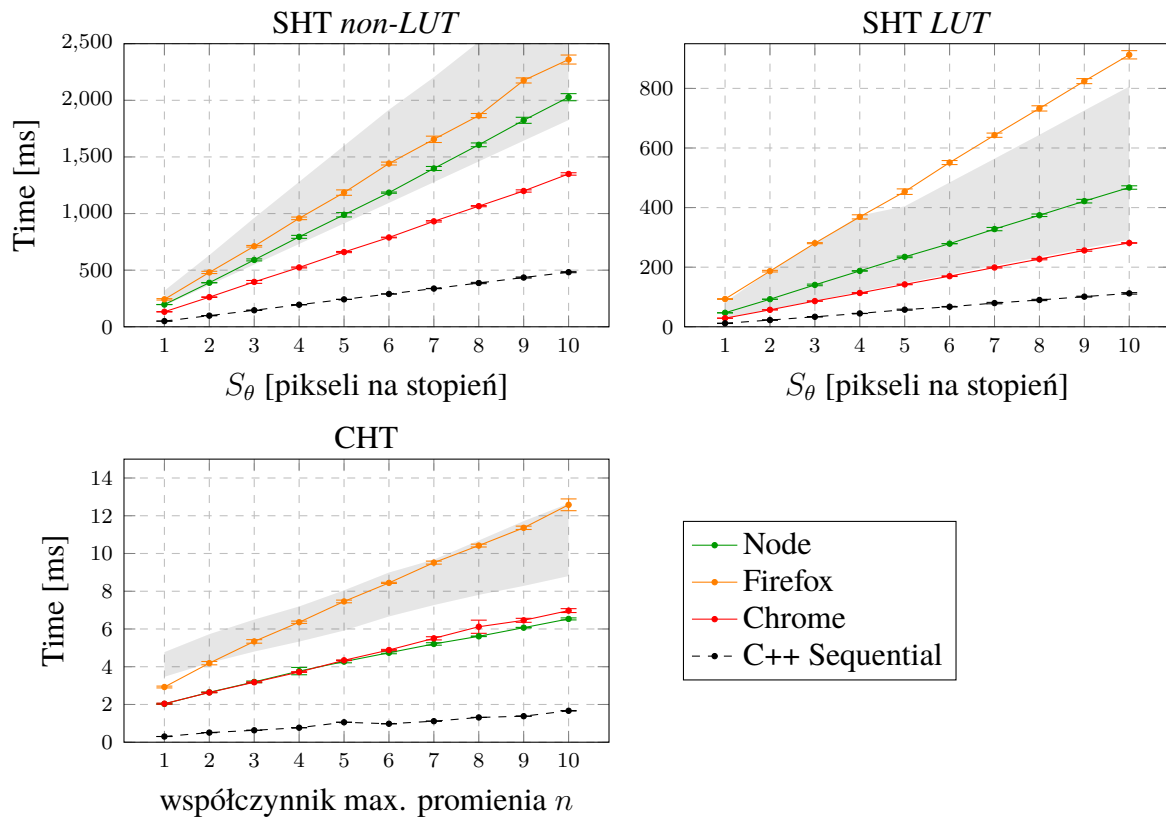 SHT non-LUT
2,500
2,000
1,500
1,000
500
0
Time [ms]
1 2 3 4 5 6 7 8 9 10
S_θ [pikseli na stopień]
SHT LUT
800
600
400
200
0
1 2 3 4 5 6 7 8 9 10
S_θ [pikseli na stopień]
CHT
14
12
10
8
6
4
2
0
Time [ms]
1 2 3 4 5 6 7 8 9 10
współczynnik max. promienia n
Node
Firefox
Chrome
C++ Sequential